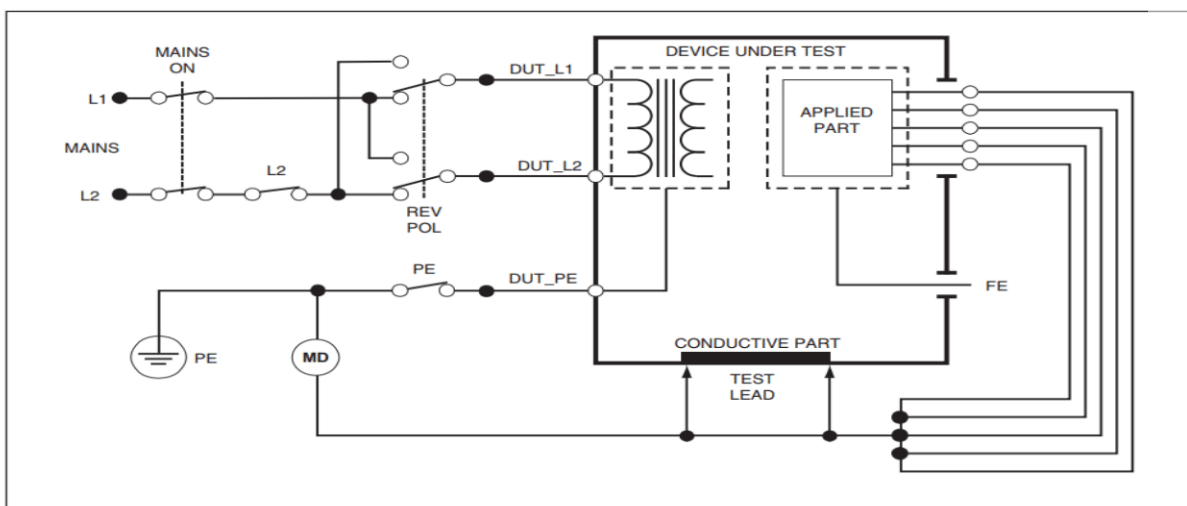 MAINS
ON
DEVICE UNDER TEST
DUT_L1
L1
APPLIED
PART
MAINS
L2
DUT_L2
L2
REV
POL
PE
DUT_PE
FE
CONDUCTIVE PART
PE
MD
TEST
LEAD